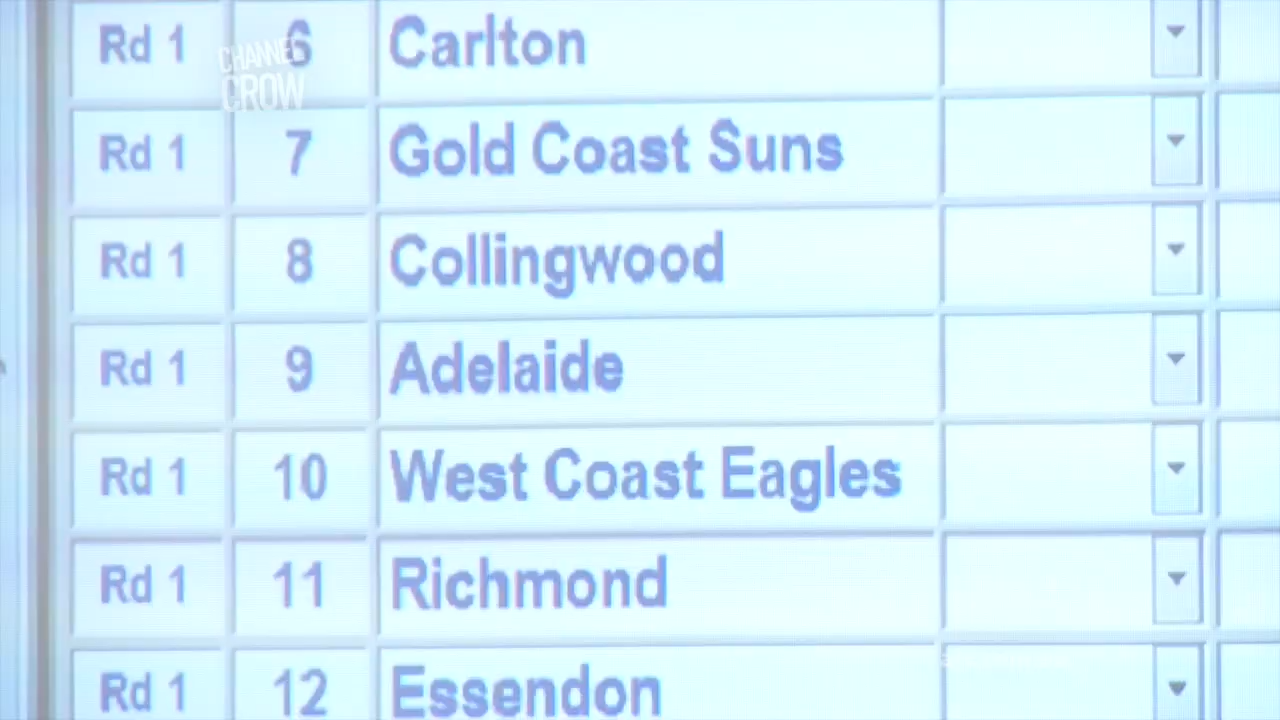 Rd 1 6 Carlton
CHANNEL
CROW
Rd 1 7 Gold Coast Suns
Rd 1 8 Collingwood
Rd 1 9 Adelaide
Rd 1 10 West Coast Eagles
Rd 1 11 Richmond
Rd 1 12 Essendon